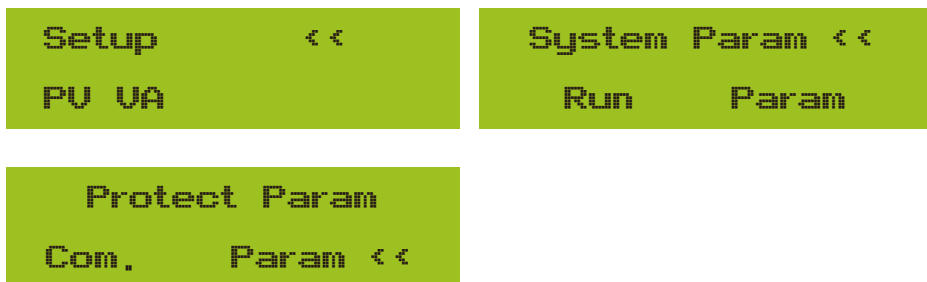 Setup <<
PV VA
System Param <<
Run Param
Protect Param
Com. Param <<